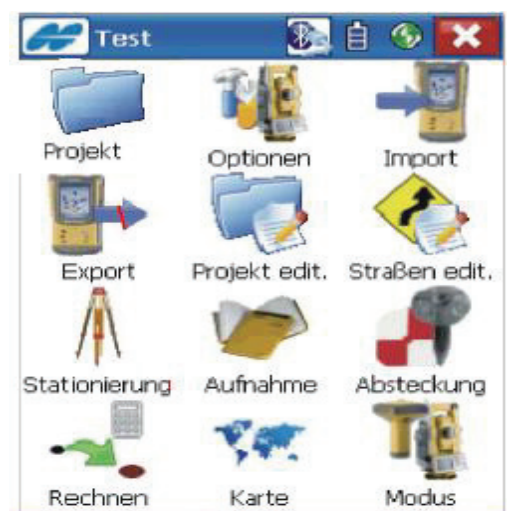 Test
Projekt Optionen Import
Export Projekt edit. Straßen edit.
Stationierung Aufnahme Absteckung
Rechnen Karte Modus